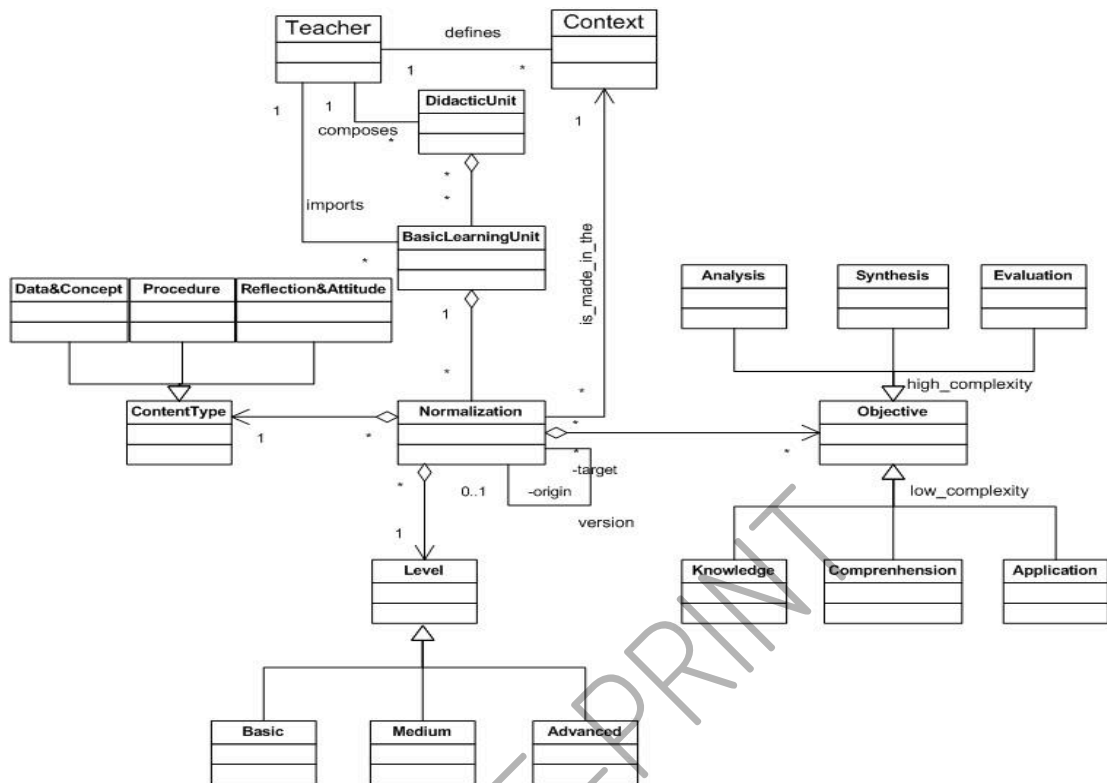 Teacher
defines
Context
1
*
1
1
DidacticUnit
1
composes
*
*
*
imports
BasicLearningUnit
*
is_made_in_the
Analysis
Synthesis
Evaluation
Data&Concept
Procedure
Reflection&Attitude
1
*
*
high_complexity
ContentType
Normalization
Objective
1
*
*
*
*
-target
*
0..1
-origin
low_complexity
version
1
Level
Knowledge
Comprenhension
Application
Basic
Medium
Advanced
E-PRINT